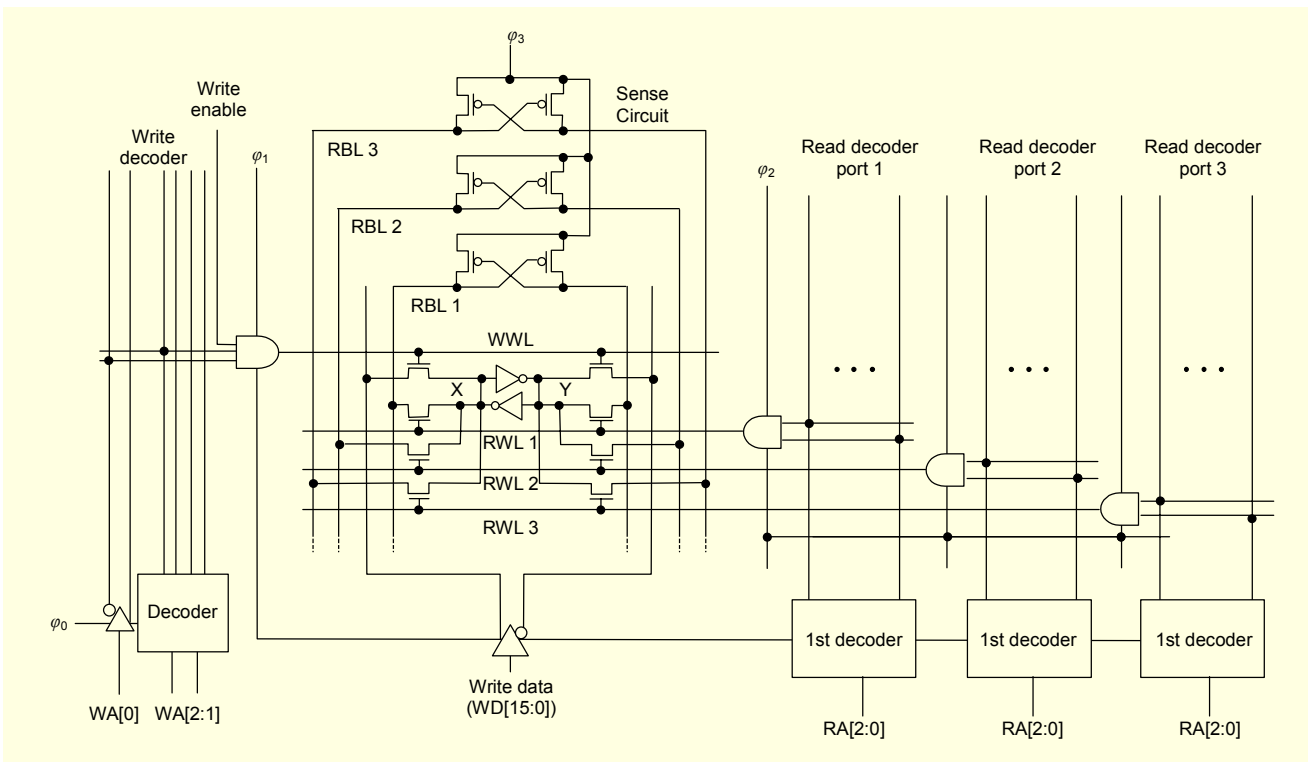 φ3
Write
enable
Sense
Circuit
Write
decoder
φ1
RBL 3
Read decoder
port 1
Read decoder
port 2
Read decoder
port 3
φ2
RBL 2
RBL 1
WWL
X
Y
RWL 1
RWL 2
RWL 3
φ0
Decoder
1st decoder
1st decoder
1st decoder
Write data
(WD[15:0])
WA[0]
WA[2:1]
RA[2:0]
RA[2:0]
RA[2:0]